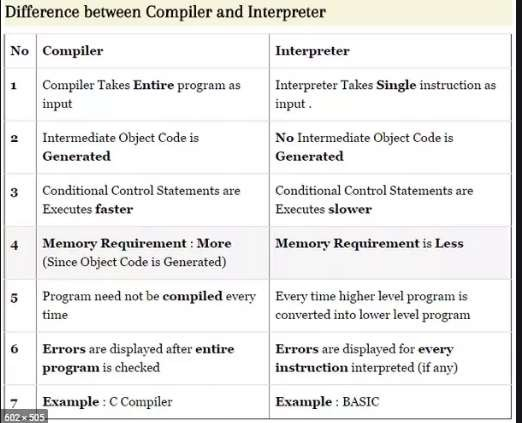 Difference between Compiler and Interpreter
No Compiler Interpreter
1 Compiler Takes Entire program as Interpreter Takes Single instruction as
input input .
2 Intermediate Object Code is No Intermediate Object Code is
Generated Generated
3 Conditional Control Statements are Conditional Control Statements are
Executes faster Executes slower
4 Memory Requirement : More Memory Requirement is Less
(Since Object Code is Generated)
5 Program need not be compiled every Every time higher level program is
time converted into lower level program
6 Errors are displayed after entire Errors are displayed for every
program is checked instruction interpreted (if any)
7 Example : C Compiler Example : BASIC
602 × 505